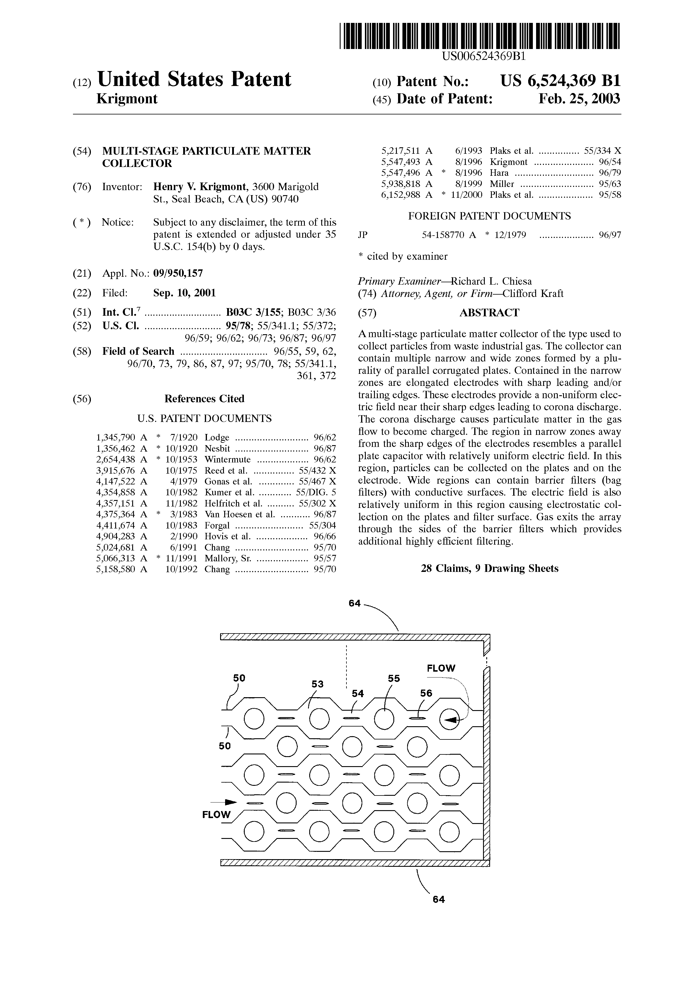 US006524369B1
(12) United States Patent
Krigmont
(10) Patent No.: US 6,524,369 B1
(45) Date of Patent: Feb. 25, 2003
(54) MULTI-STAGE PARTICULATE MATTER
COLLECTOR
(76) Inventor: Henry V. Krigmont, 3600 Marigold
St., Seal Beach, CA (US) 90740
( * ) Notice: Subject to any disclaimer, the term of this
patent is extended or adjusted under 35
U.S.C. 154(b) by 0 days.
(21) Appl. No.: 09/950,157
(22) Filed: Sep. 10, 2001
(51) Int. Cl.7 ........................... B03C 3/155; B03C 3/36
(52) U.S. Cl. ........................... 95/78; 55/341.1; 55/372;
96/59; 96/62; 96/73; 96/87; 96/97
(58) Field of Search ............................... 96/55, 59, 62,
96/70, 73, 79, 86, 87, 97; 95/70, 78; 55/341.1,
361, 372
(56) References Cited
U.S. PATENT DOCUMENTS
1,345,790 A * 7/1920 Lodge ........................... 96/62
1,356,462 A * 10/1920 Nesbit ........................... 96/87
2,654,438 A * 10/1953 Wintermute ................... 96/62
3,915,676 A 10/1975 Reed et al. ............... 55/432 X
4,147,522 A 4/1979 Gonas et al. ............. 55/467 X
4,354,858 A 10/1982 Kumer et al. ............ 55/DIG. 5
4,357,151 A 11/1982 Helfritch et al. .......... 55/302 X
4,375,364 A * 3/1983 Van Hoesen et al. ........... 96/87
4,411,674 A 10/1983 Forgal ......................... 55/304
4,904,283 A 2/1990 Hovis et al. ................... 96/66
5,024,681 A 6/1991 Chang ........................... 95/70
5,066,313 A * 11/1991 Mallory, Sr. ................... 95/57
5,158,580 A 10/1992 Chang ........................... 95/70
5,217,511 A 6/1993 Plaks et al. ............... 55/334 X
5,547,493 A 8/1996 Krigmont ...................... 96/54
5,547,496 A * 8/1996 Hara ............................. 96/79
5,938,818 A 8/1999 Miller ........................... 95/63
6,152,988 A * 11/2000 Plaks et al. .................... 95/58
FOREIGN PATENT DOCUMENTS
JP 54-158770 A * 12/1979 .................... 96/97
* cited by examiner
Primary Examiner—Richard L. Chiesa
(74) Attorney, Agent, or Firm—Clifford Kraft
(57) ABSTRACT
A multi-stage particulate matter collector of the type used to
collect particles from waste industrial gas. The collector can
contain multiple narrow and wide zones formed by a plu-
rality of parallel corrugated plates. Contained in the narrow
zones are elongated electrodes with sharp leading and/or
trailing edges. These electrodes provide a non-uniform elec-
tric field near their sharp edges leading to corona discharge.
The corona discharge causes particulate matter in the gas
flow to become charged. The region in narrow zones away
from the sharp edges of the electrodes resembles a parallel
plate capacitor with relatively uniform electric field. In this
region, particles can be collected on the plates and on the
electrode. Wide regions can contain barrier filters (bag
filters) with conductive surfaces. The electric field is also
relatively uniform in this region causing electrostatic col-
lection on the plates and filter surface. Gas exits the array
through the sides of the barrier filters which provides
additional highly efficient filtering.
28 Claims, 9 Drawing Sheets
64
FLOW
50
53
55
54
56
50
FLOW
64